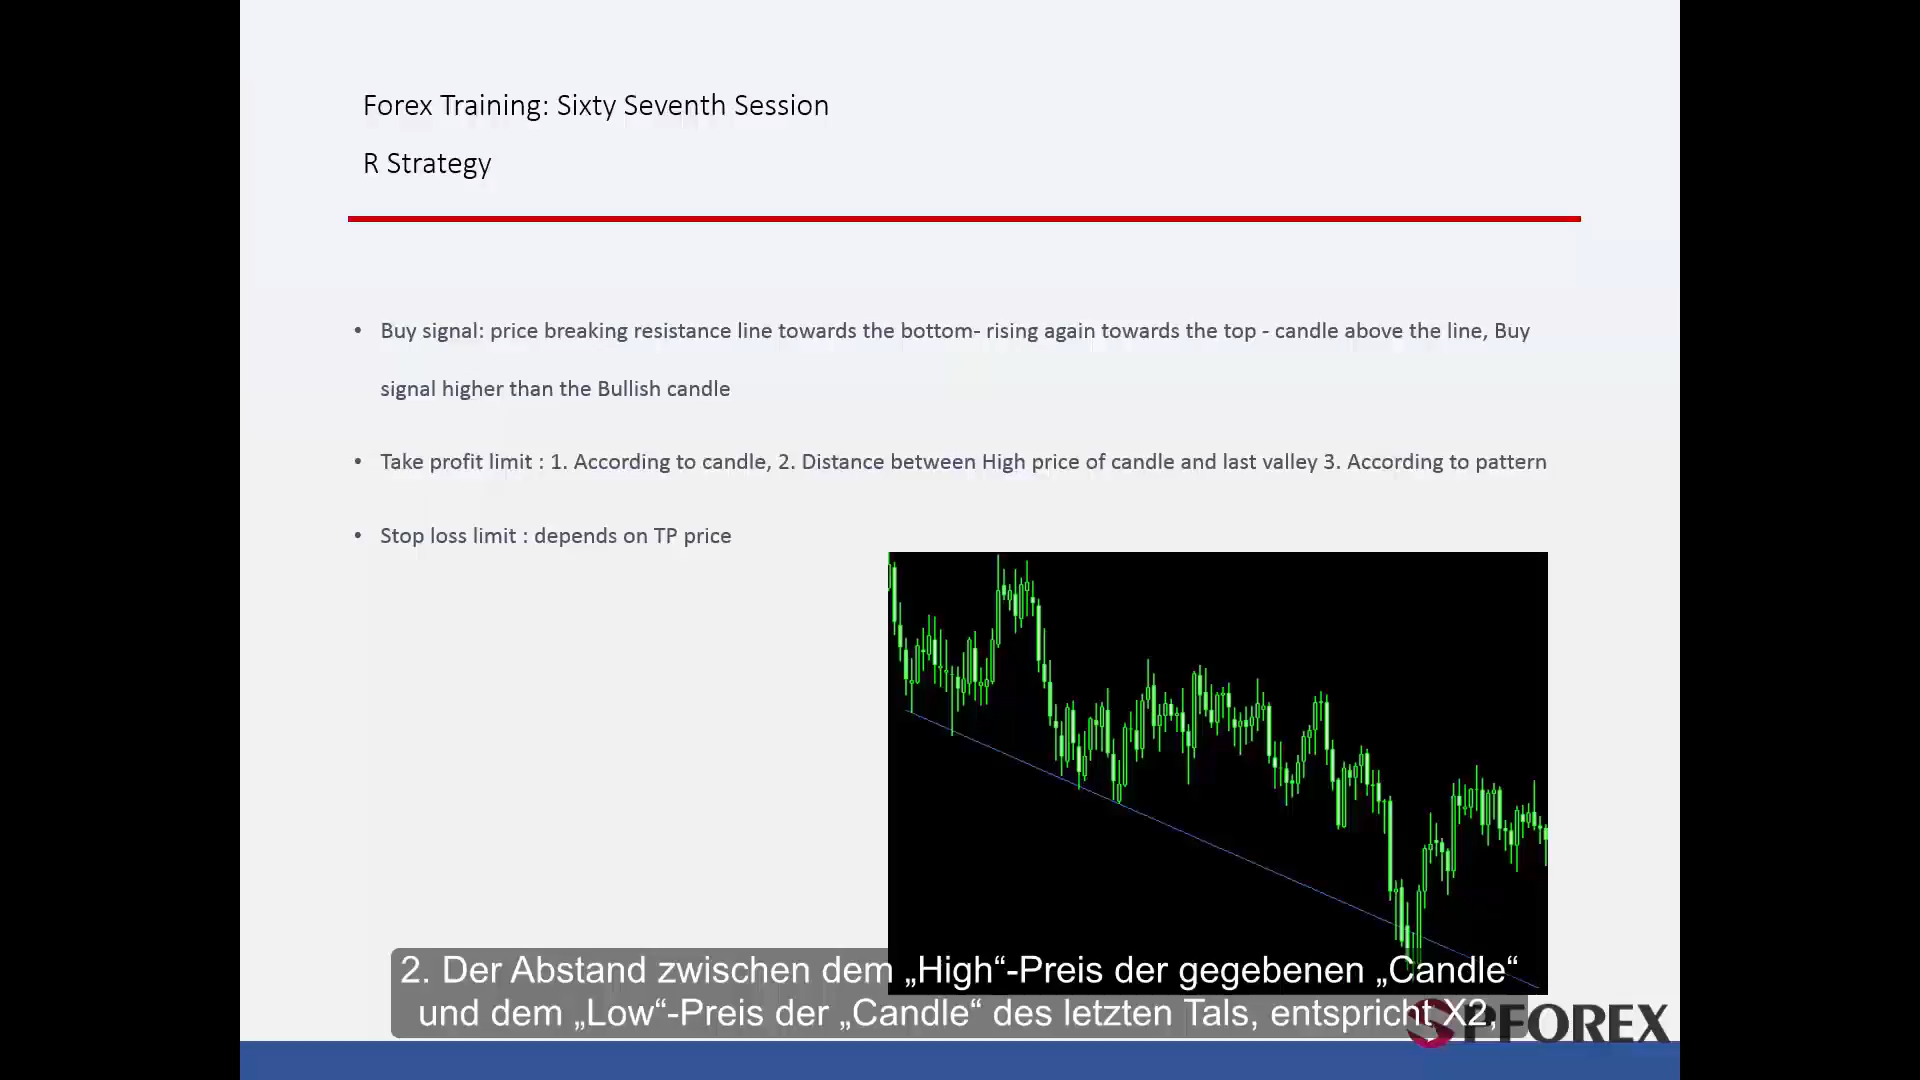 Forex Training: Sixty Seventh Session
R Strategy
• Buy signal: price breaking resistance line towards the bottom- rising again towards the top - candle above the line, Buy
signal higher than the Bullish candle
• Take profit limit : 1. According to candle, 2. Distance between High price of candle and last valley 3. According to pattern
• Stop loss limit : depends on TP price
2. Der Abstand zwischen dem „High“-Preis der gegebenen „Candle“
und dem „Low“-Preis der „Candle“ des letzten Tals, entspricht X2,
PFOREX